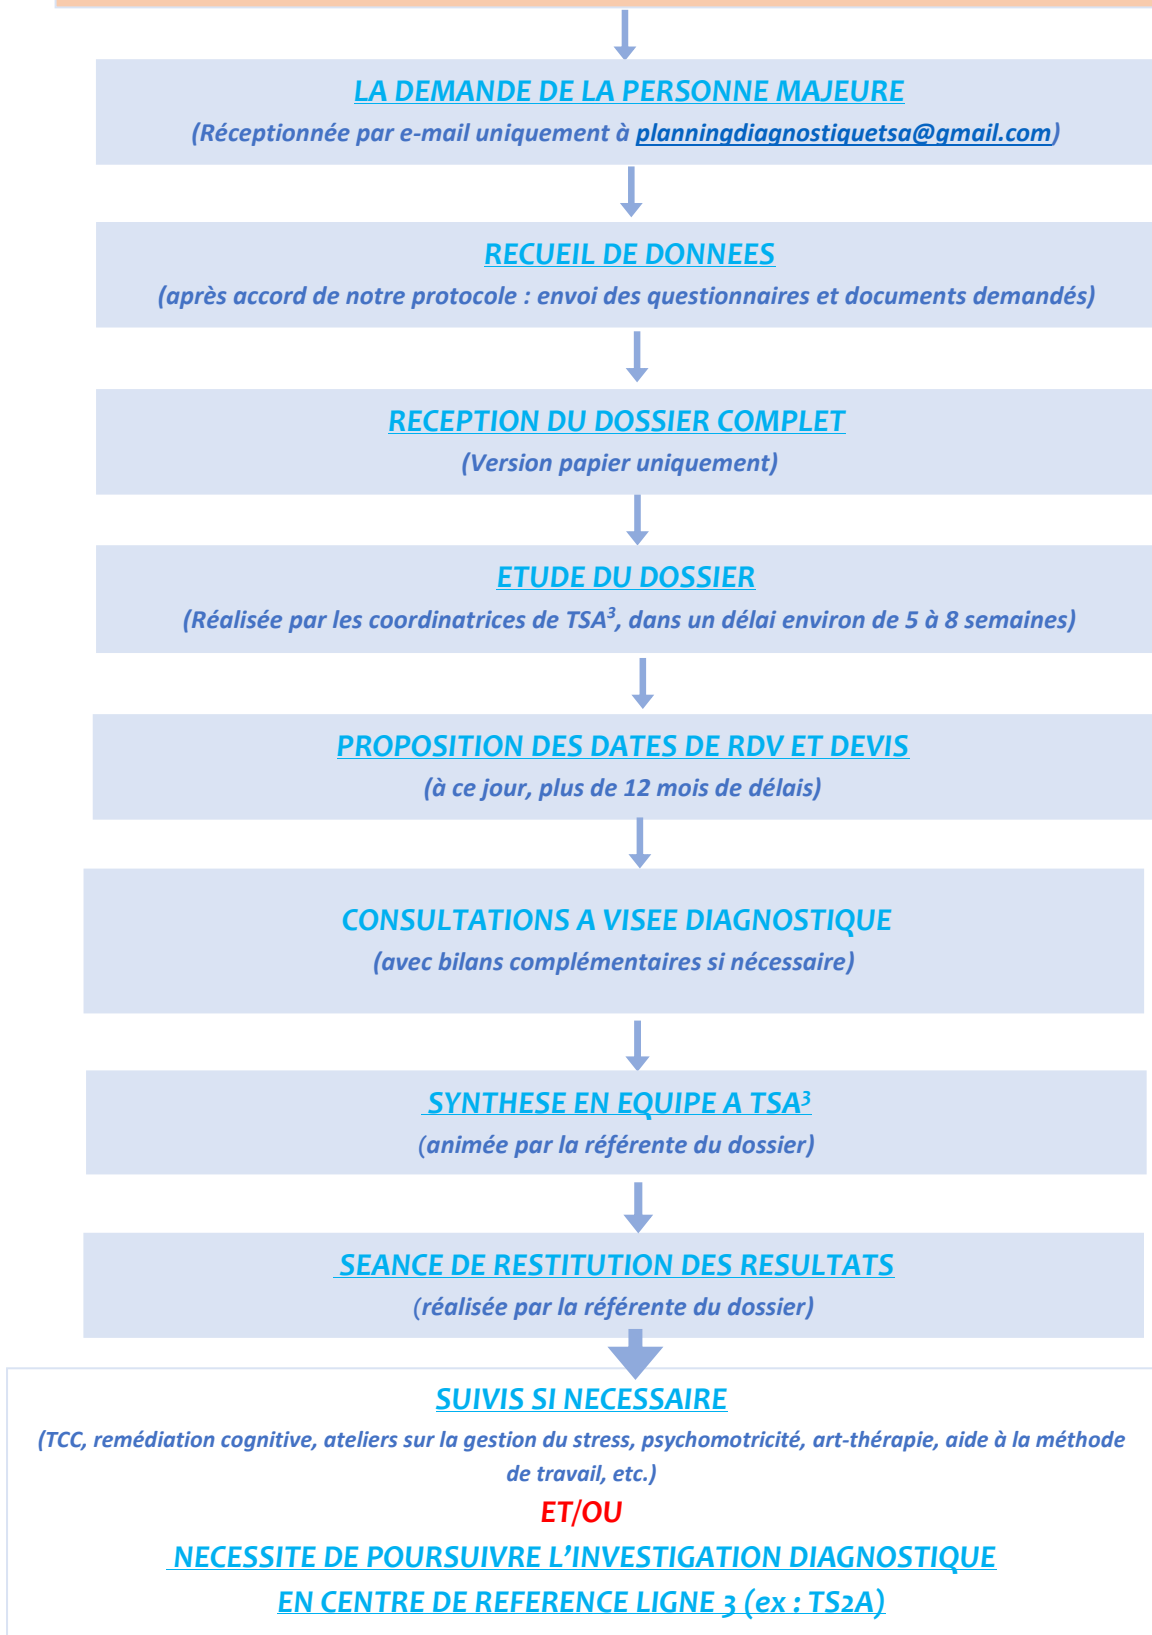 LA DEMANDE DE LA PERSONNE MAJEURE
(Réceptionnée par e-mail uniquement à planningdiagnostiquetsa@gmail.com)
RECUEIL DE DONNEES
(après accord de notre protocole : envoi des questionnaires et documents demandés)
RECEPTION DU DOSSIER COMPLET
(Version papier uniquement)
ETUDE DU DOSSIER
(Réalisée par les coordinatrices de TSA³, dans un délai environ de 5 à 8 semaines)
PROPOSITION DES DATES DE RDV ET DEVIS
(à ce jour, plus de 12 mois de délais)
CONSULTATIONS A VISEE DIAGNOSTIQUE
(avec bilans complémentaires si nécessaire)
SYNTHESE EN EQUIPE A TSA³
(animée par la référente du dossier)
SEANCE DE RESTITUTION DES RESULTATS
(réalisée par la référente du dossier)
SUIVIS SI NECESSAIRE
(TCC, remédiation cognitive, ateliers sur la gestion du stress, psychomotricité, art-thérapie, aide à la méthode
de travail, etc.)
ET/OU
NECESSITE DE POURSUIVRE L’INVESTIGATION DIAGNOSTIQUE
EN CENTRE DE REFERENCE LIGNE 3 (ex : TS2A)